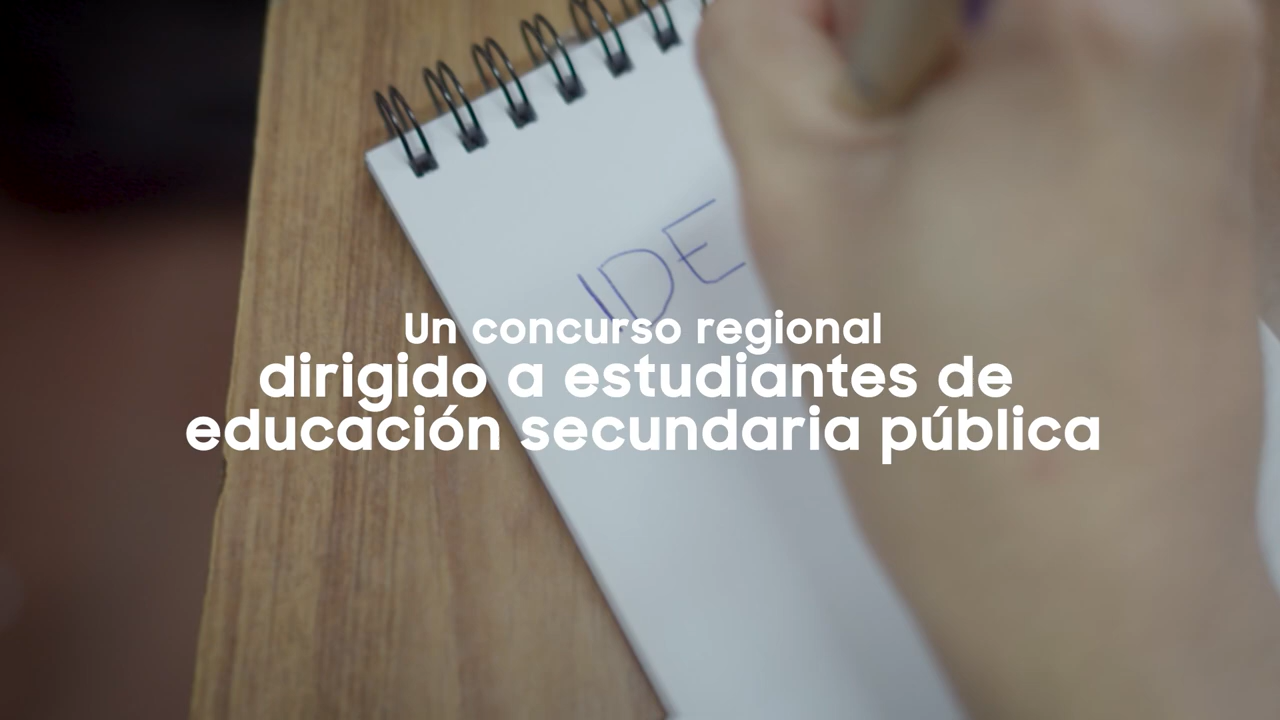 IDE
Un concurso regional
dirigido a estudiantes de
educación secundaria pública